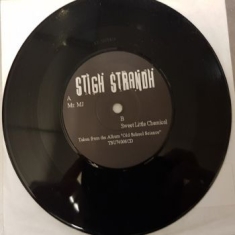 STIGH STRANDH
A
Mr. MJ
B
Sweet Little Chemical
Taken from the Album "Old School Science"